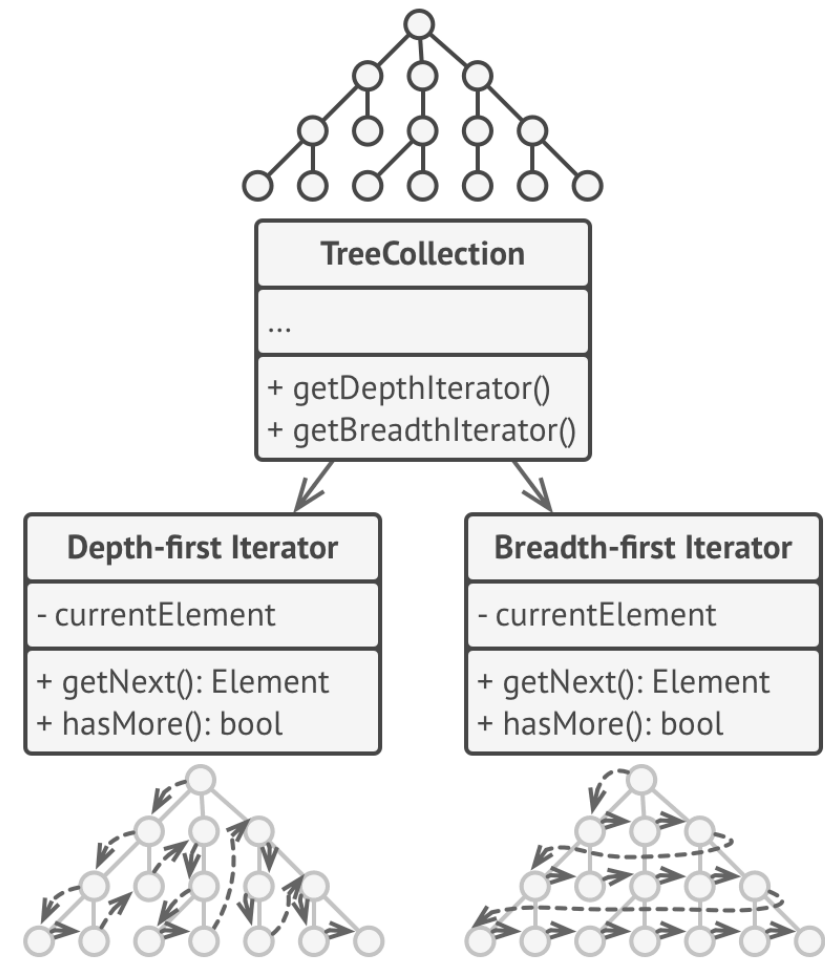 TreeCollection
...
+ getDepthIterator()
+ getBreadthIterator()
Depth-first Iterator
- currentElement
+ getNext(): Element
+ hasMore(): bool
Breadth-first Iterator
- currentElement
+ getNext(): Element
+ hasMore(): bool